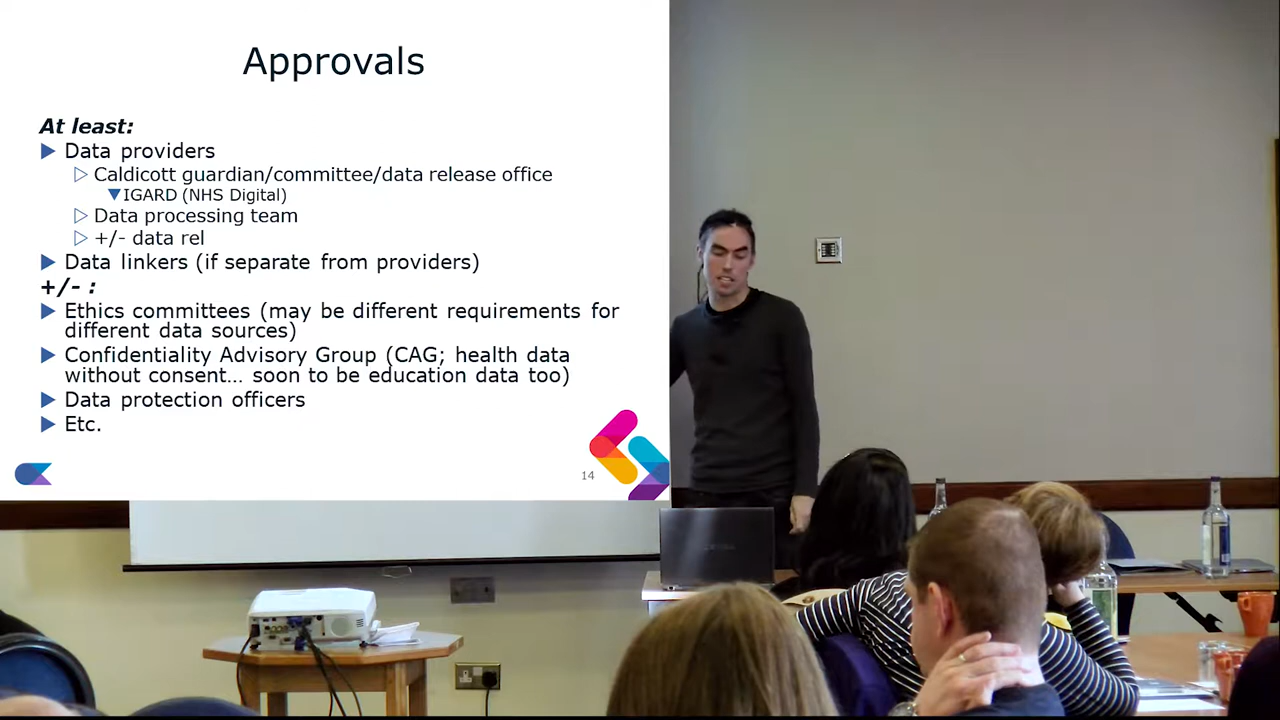 Approvals
At least:
Data providers
Caldicott guardian/committee/data release office
IGARD (NHS Digital)
Data processing team
+/- data rel
Data linkers (if separate from providers)
+/- :
Ethics committees (may be different requirements for
different data sources)
Confidentiality Advisory Group (CAG; health data
without consent... soon to be education data too)
Data protection officers
Etc.
14